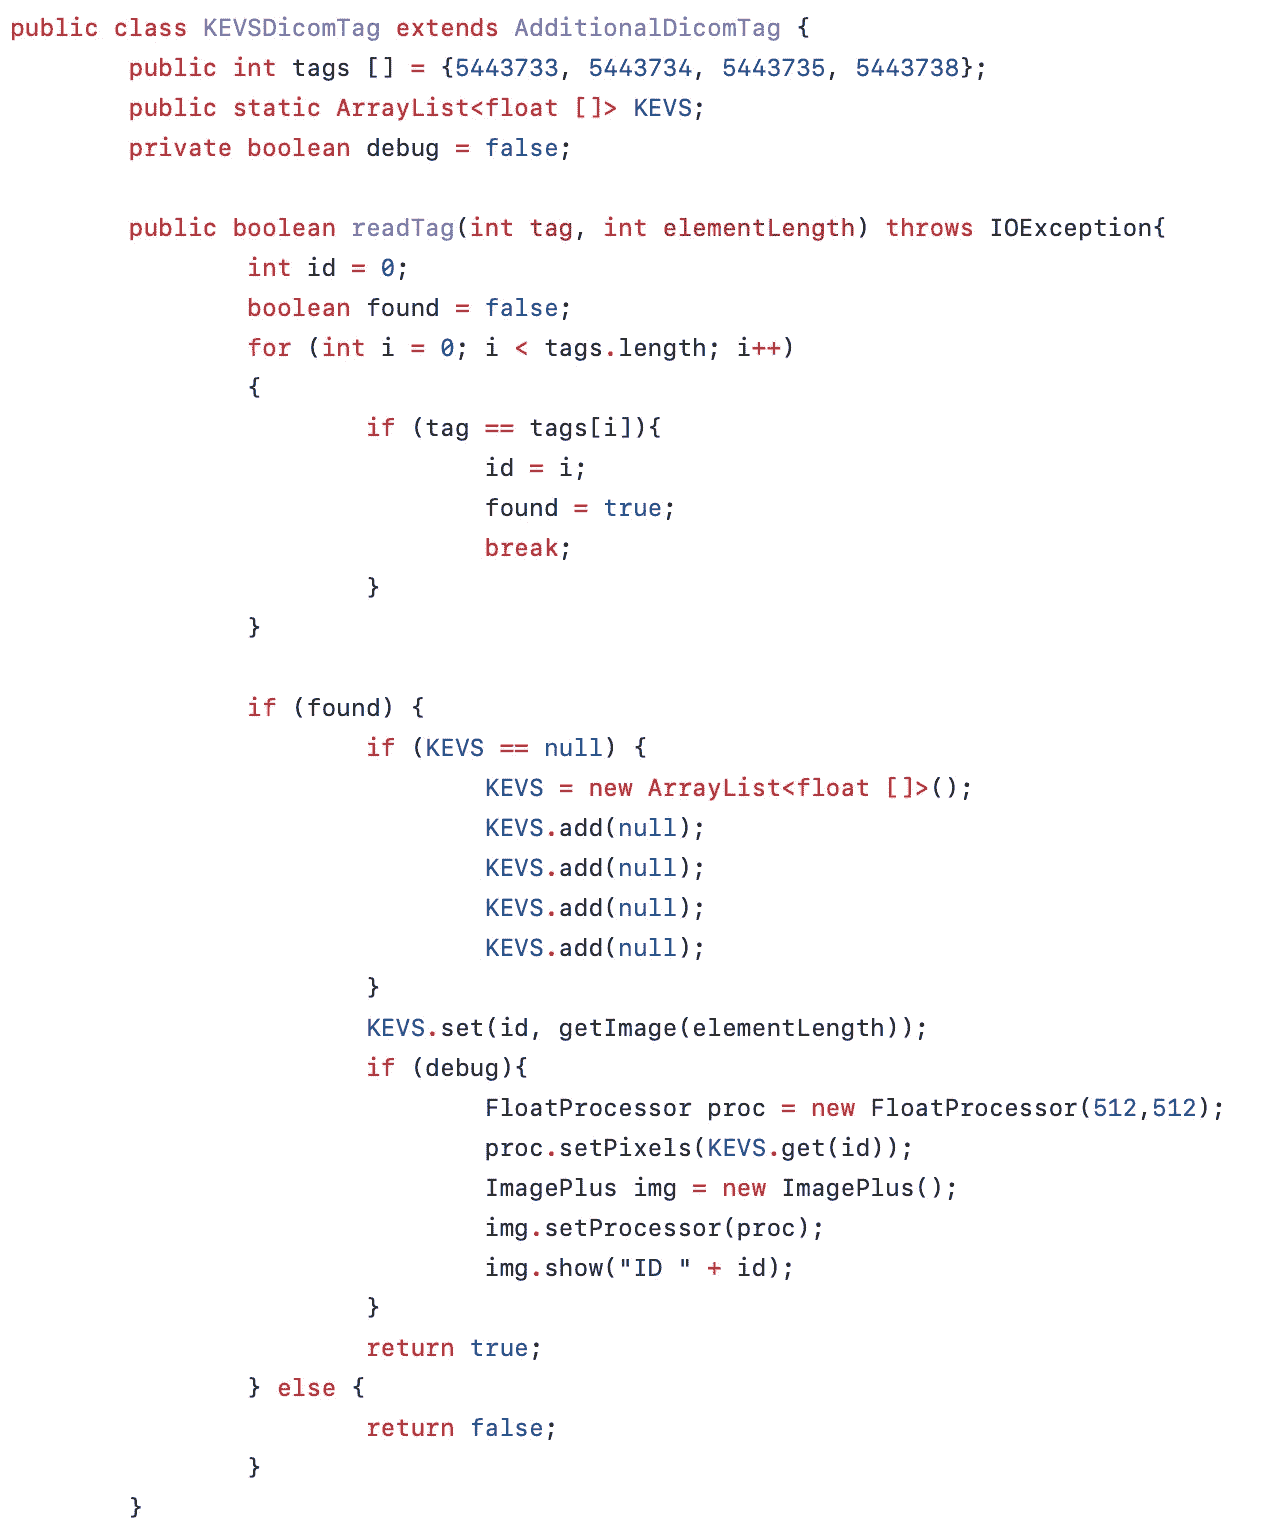 public class KEVSDicomTag extends AdditionalDicomTag {
        public int tags [] = {5443733, 5443734, 5443735, 5443738};
        public static ArrayList<float []> KEVS;
        private boolean debug = false;

        public boolean readTag(int tag, int elementLength) throws IOException{
                int id = 0;
                boolean found = false;
                for (int i = 0; i < tags.length; i++)
                {
                        if (tag == tags[i]){
                                id = i;
                                found = true;
                                break;
                        }
                }

                if (found) {
                        if (KEVS == null) {
                                KEVS = new ArrayList<float []>();
                                KEVS.add(null);
                                KEVS.add(null);
                                KEVS.add(null);
                                KEVS.add(null);
                        }
                        KEVS.set(id, getImage(elementLength));
                        if (debug){
                                FloatProcessor proc = new FloatProcessor(512,512);
                                proc.setPixels(KEVS.get(id));
                                ImagePlus img = new ImagePlus();
                                img.setProcessor(proc);
                                img.show("ID " + id);
                        }
                        return true;
                } else {
                        return false;
                }
        }